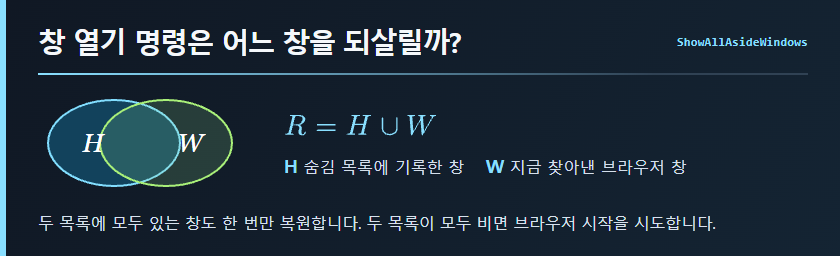 창 열기 명령은 어느 창을 되살릴까?
ShowAllAsideWindows
H
W
R = H ∪ W
H 숨김 목록에 기록한 창 W 지금 찾아낸 브라우저 창
두 목록에 모두 있는 창도 한 번만 복원합니다. 두 목록이 모두 비면 브라우저 시작을 시도합니다.